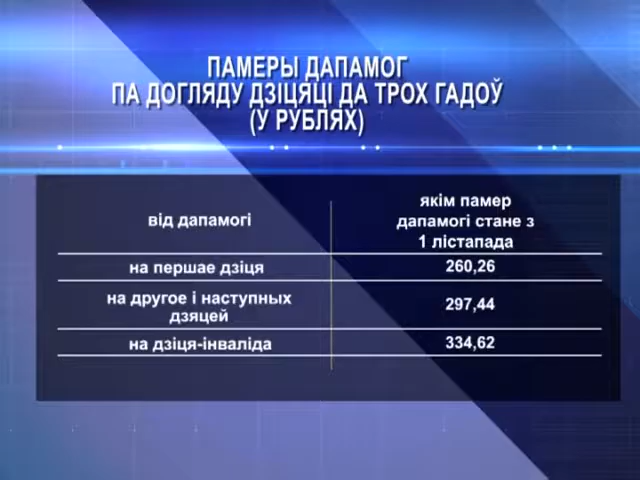 ПАМЕРЫ ДАПАМОГ
ПА ДОГЛЯДУ ДЗІЦЯЦІ ДА ТРОХ ГАДОЎ
(У РУБЛЯХ)
від дапамогі
якім памер
дапамогі стане з
1 лістапада
на першае дзіця
260,26
на другое і наступных
дзяцей
297,44
на дзіця-інваліда
334,62